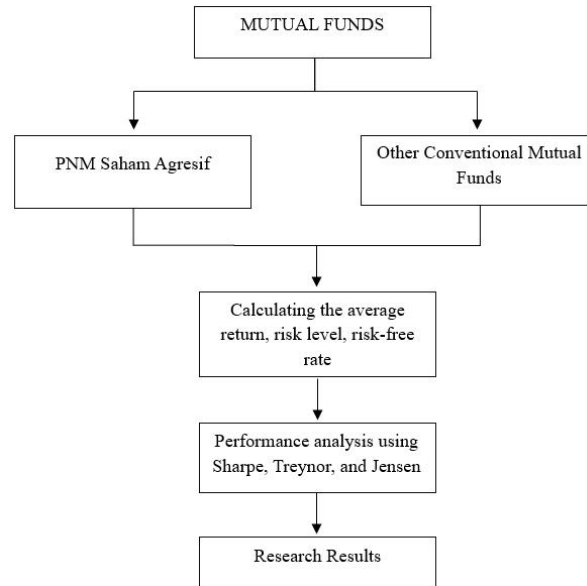 MUTUAL FUNDS
PNM Saham Agresif
Other Conventional Mutual
Funds
Calculating the average
return, risk level, risk-free
rate
Performance analysis using
Sharpe, Treynor, and Jensen
Research Results